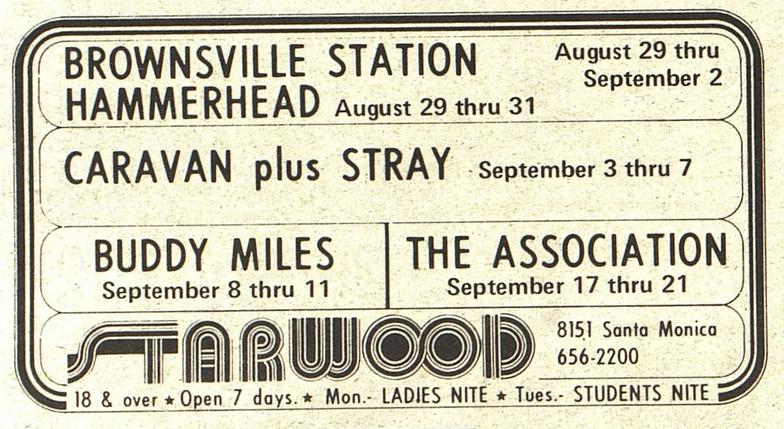 BROWNSVILLE STATION August 29 thru
September 2
HAMMERHEAD August 29 thru 31
CARAVAN plus STRAY September 3 thru 7
BUDDY MILES
September 8 thru 11
THE ASSOCIATION
September 17 thru 21
STARWOOD
8151 Santa Monica
656-2200
18 & over ★ Open 7 days. ★ Mon.- LADIES NITE ★ Tues.- STUDENTS NITE